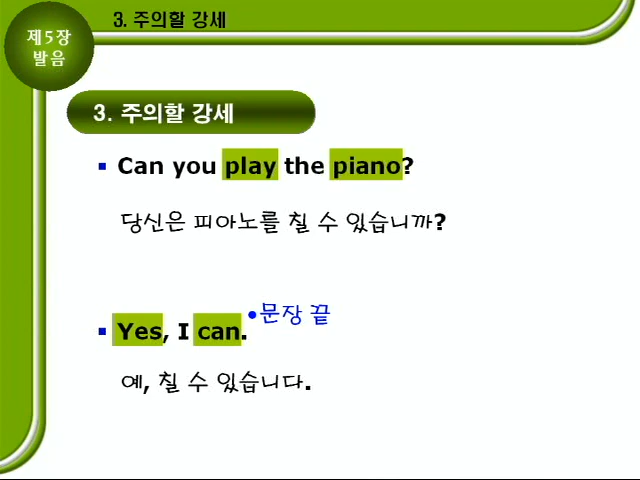 3. 주의할 강세
제5장
발음
3. 주의할 강세
▪ Can you play the piano?
당신은 피아노를 칠 수 있습니까?
•문장 끝
▪ Yes, I can.
예, 칠 수 있습니다.